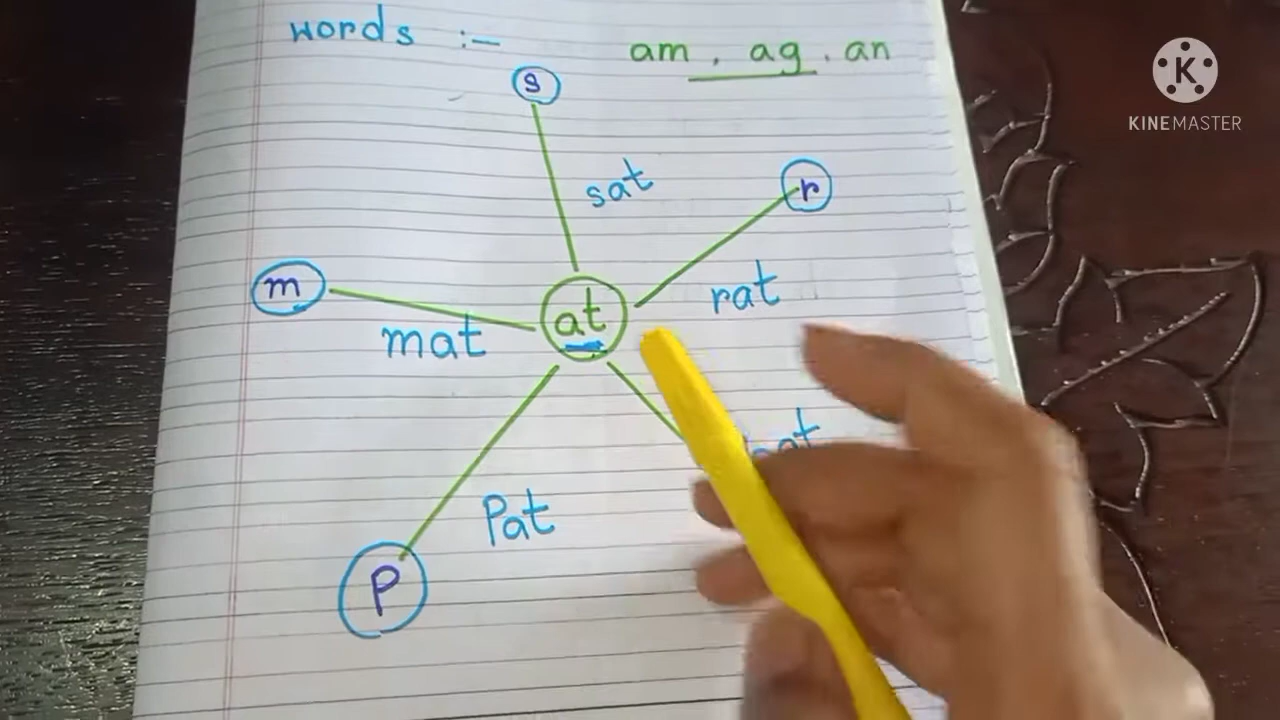 words :-
am , ag . an
s
sat
r
m
at
rat
mat
Pat
P
KINEMASTER